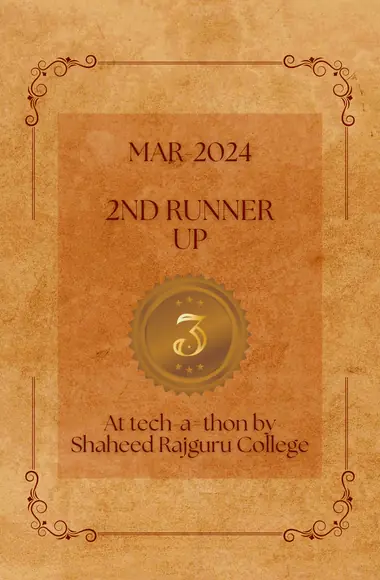 MAR-2024
2ND RUNNER
UP
3
At tech-a-thon by
Shaheed Rajguru College